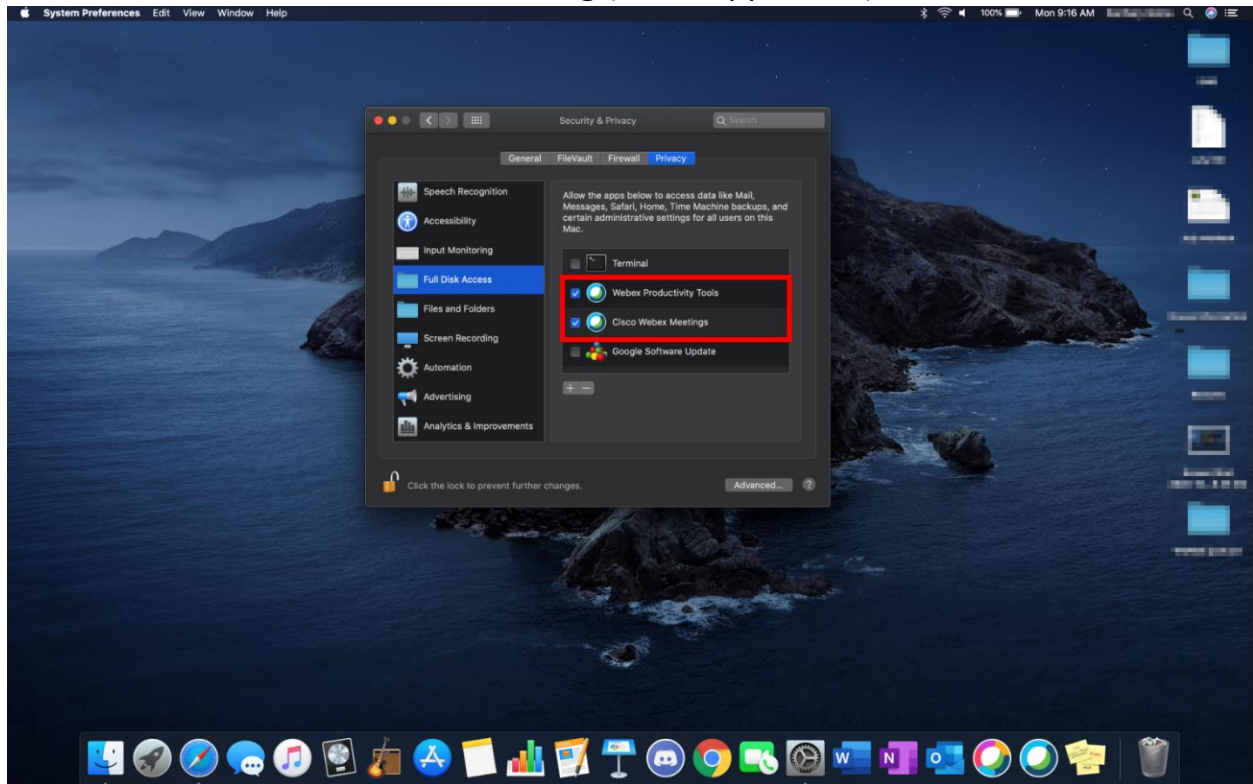 System Preferences Edit View Window Help 100% Mon 9:16 AM
Security & Privacy
Search
General FileVault Firewall Privacy
Speech Recognition
Accessibility
Input Monitoring
Full Disk Access
Files and Folders
Screen Recording
Automation
Advertising
Analytics & Improvements
Allow the apps below to access data like Mail,
Messages, Safari, Home, Time Machine backups, and
certain administrative settings for all users on this
Mac.
Terminal
Webex Productivity Tools
Cisco Webex Meetings
Google Software Update
Click the lock to prevent further changes.
Advanced...
?